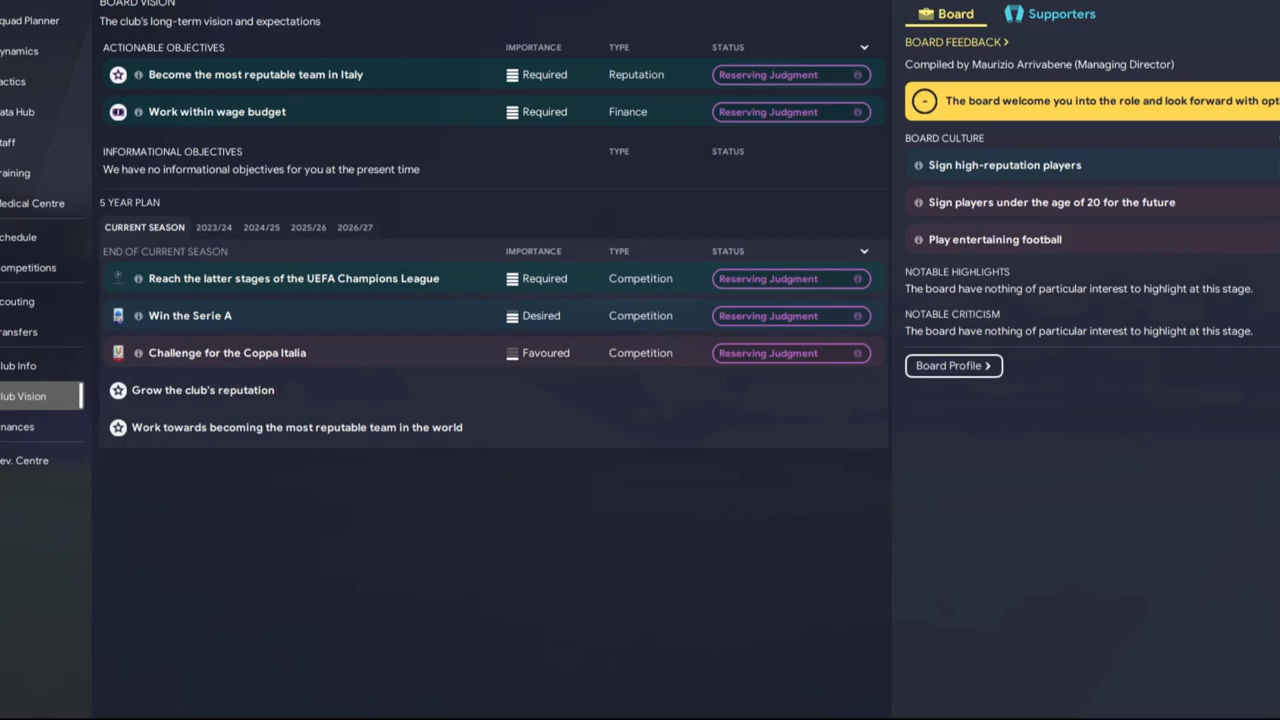 quad Planner
ynamics
actics
ata Hub
taff
raining
Medical Centre
chedule
ompetitions
couting
ransfers
lub Info
lub Vision
nances
ev. Centre
BOARD VISION
The club's long-term vision and expectations
ACTIONABLE OBJECTIVES IMPORTANCE TYPE STATUS
Become the most reputable team in Italy Required Reputation Reserving Judgment
Work within wage budget Required Finance Reserving Judgment
INFORMATIONAL OBJECTIVES TYPE STATUS
We have no informational objectives for you at the present time
5 YEAR PLAN
CURRENT SEASON 2023/24 2024/25 2025/26 2026/27
END OF CURRENT SEASON IMPORTANCE TYPE STATUS
Reach the latter stages of the UEFA Champions League Required Competition Reserving Judgment
Win the Serie A Desired Competition Reserving Judgment
Challenge for the Coppa Italia Favoured Competition Reserving Judgment
Grow the club's reputation
Work towards becoming the most reputable team in the world
Board Supporters
BOARD FEEDBACK >
Compiled by Maurizio Arrivabene (Managing Director)
- The board welcome you into the role and look forward with opt
BOARD CULTURE
Sign high-reputation players
Sign players under the age of 20 for the future
Play entertaining football
NOTABLE HIGHLIGHTS
The board have nothing of particular interest to highlight at this stage.
NOTABLE CRITICISM
The board have nothing of particular interest to highlight at this stage.
Board Profile >